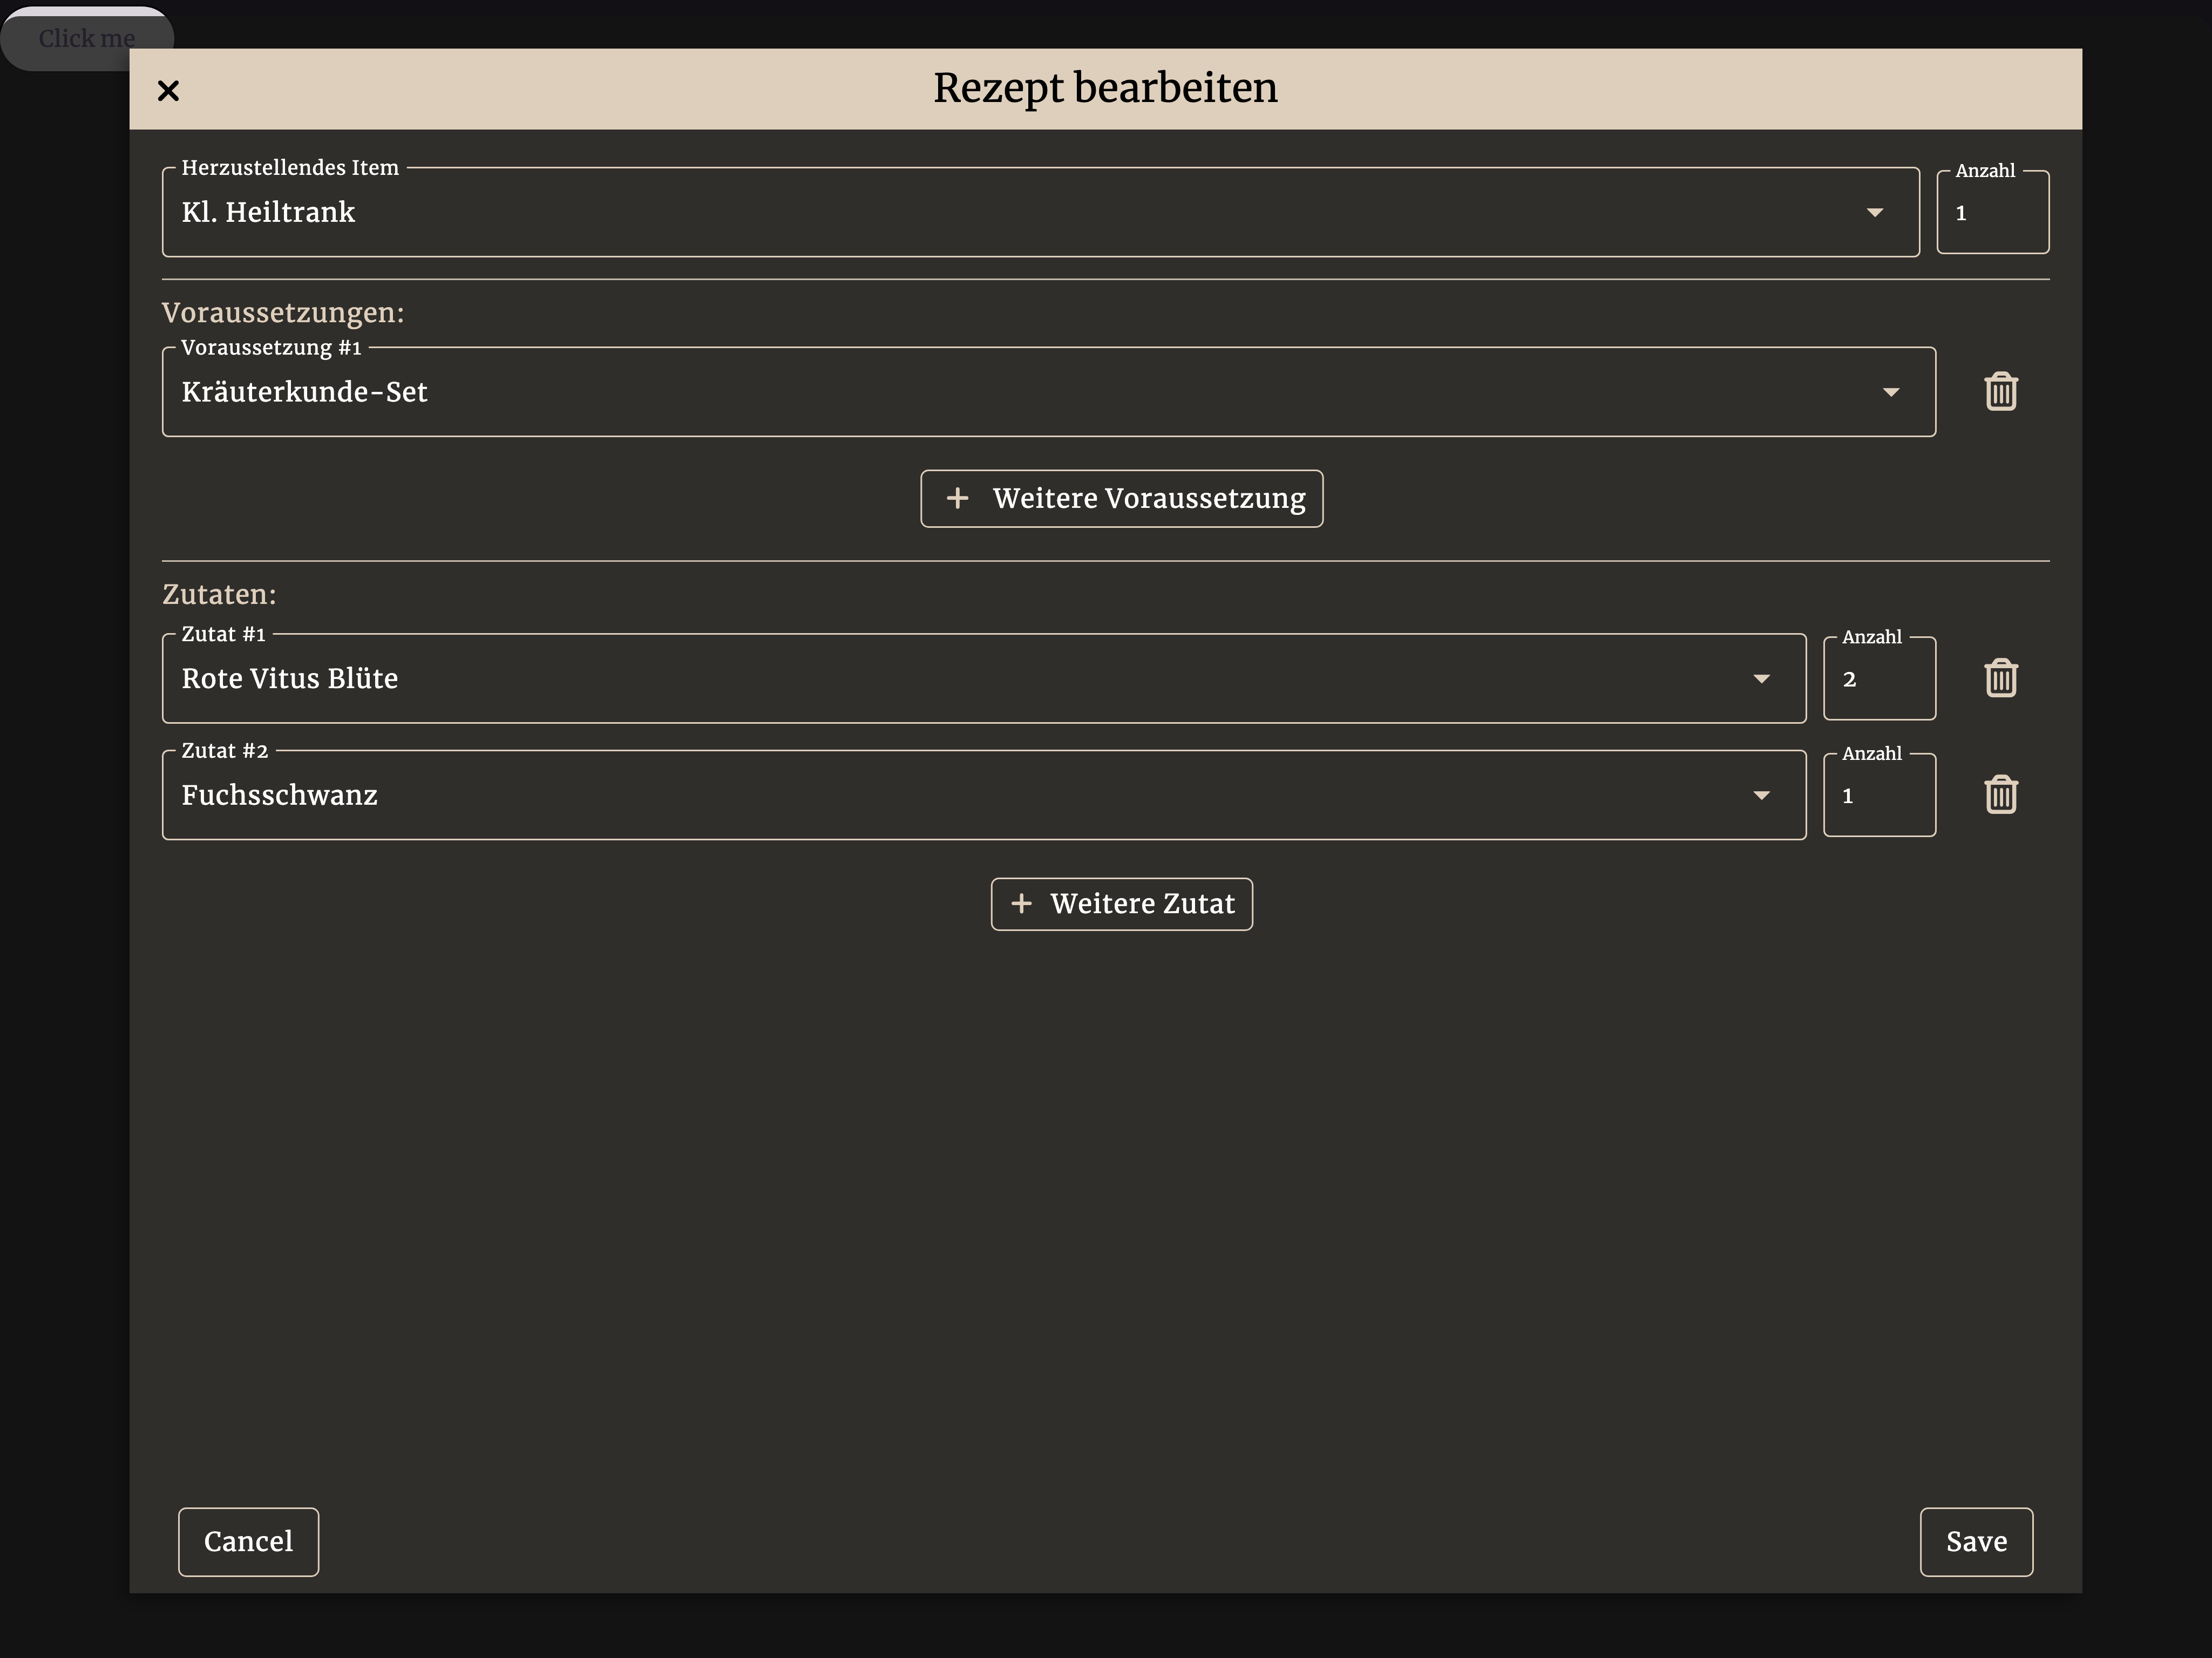 Click me
Rezept bearbeiten
Herzustellendes Item
Anzahl
Kl. Heiltrank
1
Voraussetzungen:
Voraussetzung #1
Kräuterkunde-Set
+ Weitere Voraussetzung
Zutaten:
Zutat #1
Anzahl
Rote Vitus Blüte
2
Zutat #2
Anzahl
Fuchsschwanz
1
+ Weitere Zutat
Cancel
Save